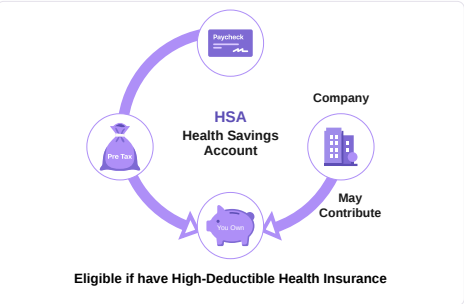 Paycheck
HSA
Health Savings
Account
Company
Pre Tax
May
Contribute
You Own
Eligible if have High-Deductible Health Insurance